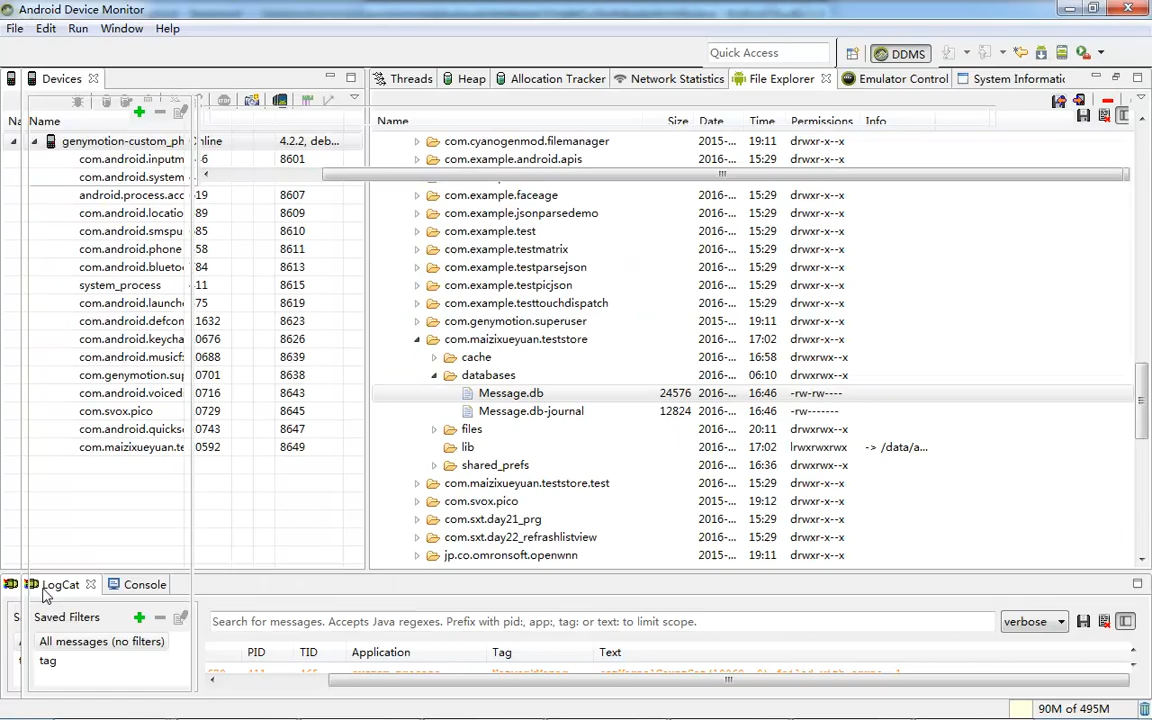 Android Device Monitor
File Edit Run Window Help
Quick Access DDMS
Devices
Threads Heap Allocation Tracker Network Statistics File Explorer Emulator Control System Informatic
Name Name Size Date Time Permissions Info
genymotion-custom_ph nline 4.2.2, deb... com.cyanogenmod.filemanager 2015-... 19:11 drwxr-x--x
com.android.inputm 6 8601 com.example.android.apis 2016-... 15:29 drwxr-x--x
com.android.system
android.process.acc 19 8607 com.example.faceage 2016-... 15:29 drwxr-x--x
com.android.locatio 89 8609 com.example.jsonparsedemo 2016-... 15:29 drwxr-x--x
com.android.smspu 85 8610 com.example.test 2016-... 15:29 drwxr-x--x
com.android.phone 58 8611 com.example.testmatrix 2016-... 15:29 drwxr-x--x
com.android.blueto 84 8613 com.example.testparsejson 2016-... 15:29 drwxr-x--x
system_process 11 8615 com.example.testpicjson 2016-... 15:29 drwxr-x--x
com.android.launch 75 8619 com.example.testtouchdispatch 2016-... 15:29 drwxr-x--x
com.android.defcon 1632 8623 com.genymotion.superuser 2015-... 19:11 drwxr-x--x
com.android.keycha 0676 8626 com.maizixueyuan.teststore 2016-... 17:02 drwxr-x--x
com.android.musicf 0688 8639 cache 2016-... 16:58 drwxrwx--x
com.genymotion.sup 0701 8638 databases 2016-... 06:10 drwxrwx--x
com.android.voiced 0716 8643 Message.db 24576 2016-... 16:46 -rw-rw----
com.svox.pico 0729 8645 Message.db-journal 12824 2016-... 16:46 -rw-------
com.android.quickse 0743 8647 files 2016-... 20:11 drwxrwx--x
com.maizixueyuan.te 0592 8649 lib 2016-... 17:02 lrwxrwxrwx -> /data/a...
shared_prefs 2016-... 16:36 drwxrwx--x
com.maizixueyuan.teststore.test 2016-... 15:29 drwxr-x--x
com.svox.pico 2015-... 19:12 drwxr-x--x
com.sxt.day21_prg 2016-... 15:29 drwxr-x--x
com.sxt.day22_refrashlistview 2016-... 15:29 drwxr-x--x
jp.co.omronsoft.openwnn 2015-... 19:11 drwxr-x--x
LogCat Console
Saved Filters
Search for messages. Accepts Java regexes. Prefix with pid:, app:, tag: or text: to limit scope. verbose
All messages (no filters)
PID TID Application Tag Text
tag
90M of 495M